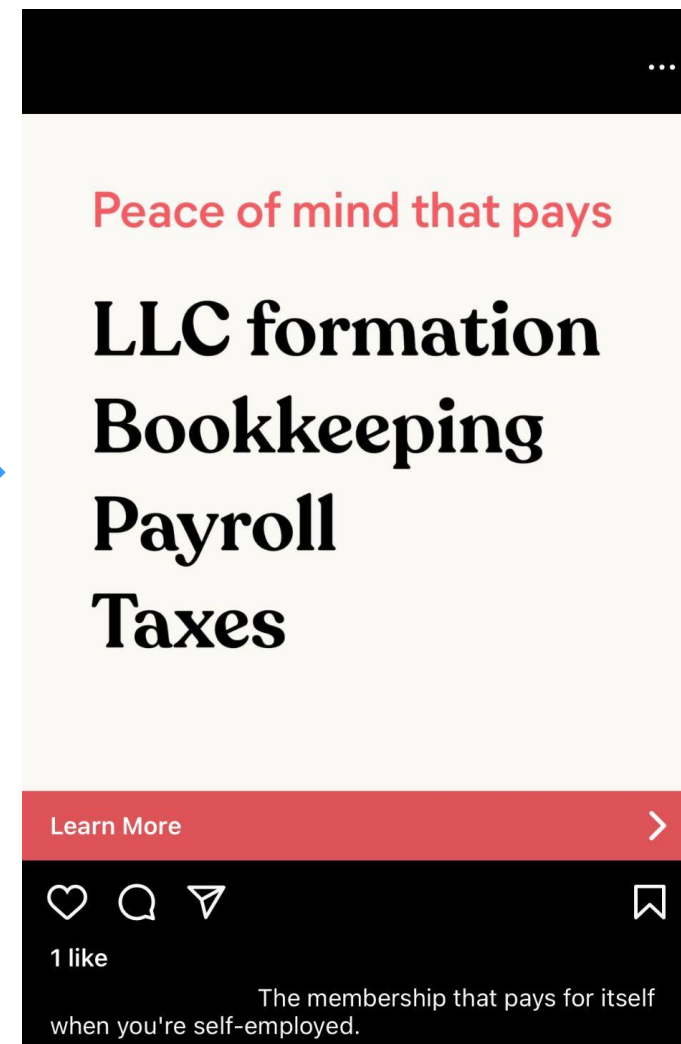 Peace of mind that pays
LLC formation
Bookkeeping
Payroll
Taxes
Learn More
1 like
The membership that pays for itself
when you're self-employed.